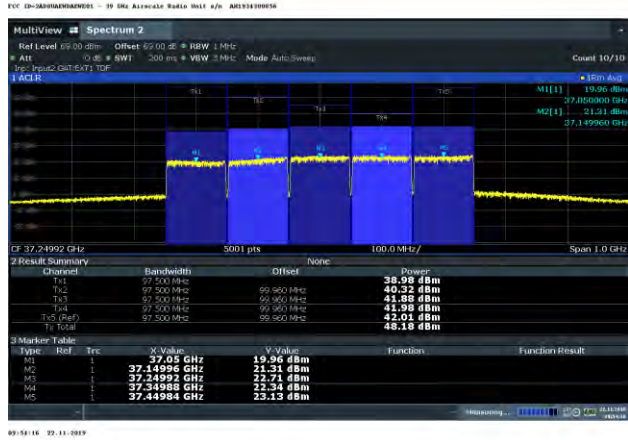 FCC ID=2AD8UAEWDAEWE01 - 39 GHz Airscale Radio Unit s/n
MultiView Spectrum 2
Ref Level 69.00 dBm Offset 69.00 dB RBW 1 MHz
Att 0 dB SWT 200 ms VBW 3 MHz Mode Auto Sweep Count 10/10
Inp: Input2 GAT:EXT1 TDF
1 ACLR 1Rm Avg
M1[1] 19.96 dBm
37.050000 GHz
M2[1] 21.31 dBm
37.149960 GHz
Tx1 Tx2 Tx3 Tx4 Tx5
M1 M2 M3 M4 M5
CF 37.24992 GHz 5001 pts 100.0 MHz/ Span 1.0 GHz
2 Result Summary None
Channel Bandwidth Offset Power
Tx1 97.500 MHz 38.98 dBm
Tx2 97.500 MHz 99.960 MHz 40.32 dBm
Tx3 97.500 MHz 99.960 MHz 41.88 dBm
Tx4 97.500 MHz 99.960 MHz 41.98 dBm
Tx5 (Ref) 97.500 MHz 99.960 MHz 42.01 dBm
Tx Total 48.18 dBm
3 Marker Table
Type Ref Trc X-Value Y-Value Function Function Result
M1 1 37.05 GHz 19.96 dBm
M2 1 37.14996 GHz 21.31 dBm
M3 1 37.24992 GHz 22.71 dBm
M4 1 37.34988 GHz 22.34 dBm
M5 1 37.44984 GHz 23.13 dBm
Measuring... 22.11.2019
22.11.2019